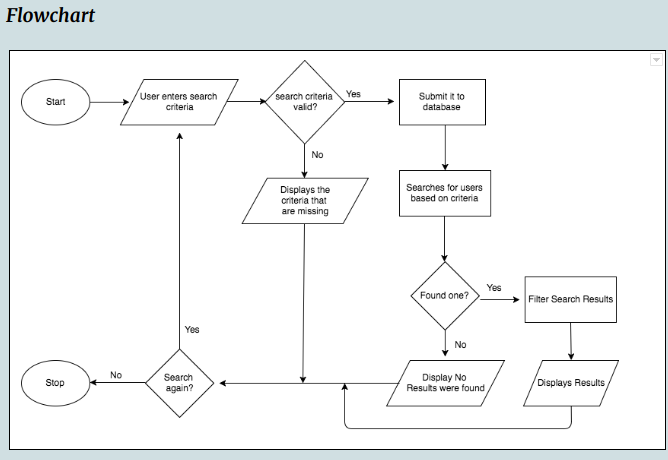 Flowchart
Start
User enters search
criteria
search criteria
valid?
Yes
Submit it to
database
No
Displays the
criteria that
are missing
Searches for users
based on criteria
Found one?
Yes
Filter Search Results
No
Yes
Stop
No
Search
again?
Display No
Results were found
Displays Results